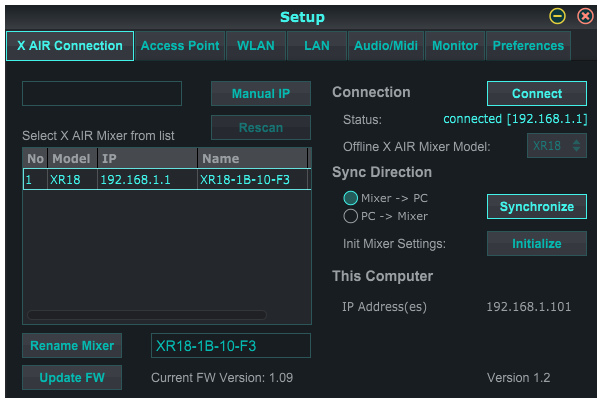 Setup
X AIR Connection Access Point WLAN LAN Audio/Midi Monitor Preferences
Manual IP
Rescan
Select X AIR Mixer from list
No Model IP Name
1 XR18 192.168.1.1 XR18-1B-10-F3
Rename Mixer XR18-1B-10-F3
Update FW Current FW Version: 1.09
Connection Connect
Status: connected [192.168.1.1]
Offline X AIR Mixer Model: XR18
Sync Direction
Mixer -> PC
PC -> Mixer
Synchronize
Init Mixer Settings: Initialize
This Computer
IP Address(es) 192.168.1.101
Version 1.2